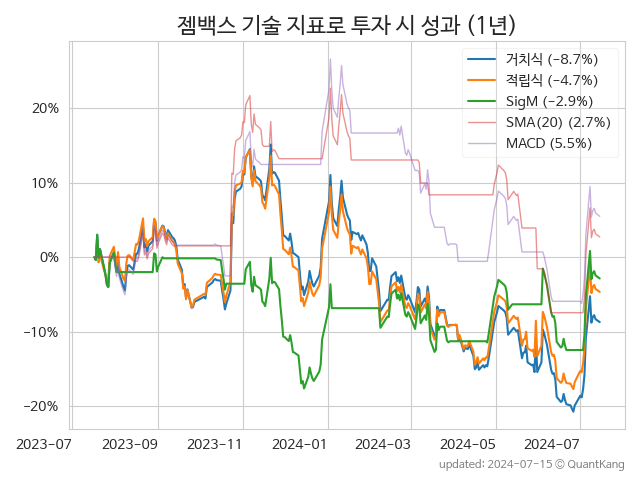 젬백스 기술 지표로 투자 시 성과 (1년)
거치식 (−8.7%)
적립식 (−4.7%)
SigM (−2.9%)
SMA(20) (2.7%)
MACD (5.5%)
20%
10%
0%
−10%
−20%
2023-07 2023-09 2023-11 2024-01 2024-03 2024-05 2024-07
updated: 2024-07-15 © QuantKang